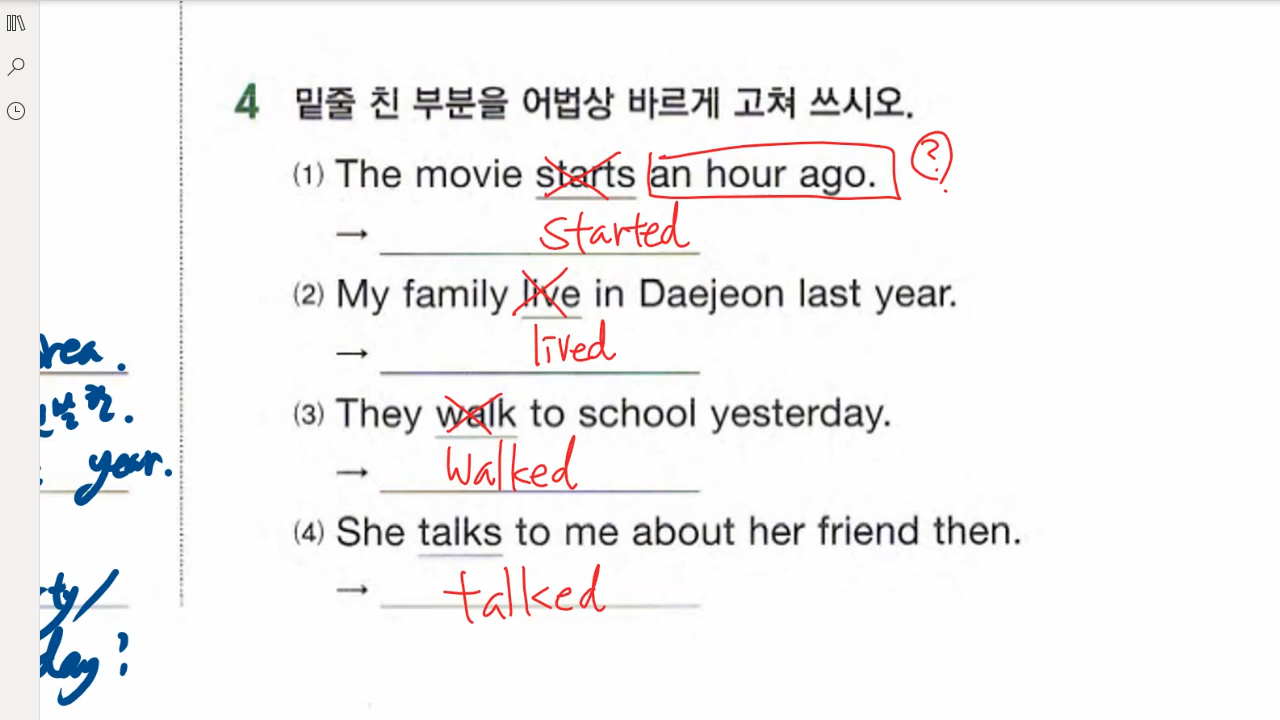 4 밑줄 친 부분을 어법상 바르게 고쳐 쓰시오.
(1) The movie starts an hour ago. ?
→ started
(2) My family live in Daejeon last year.
→ lived
(3) They walk to school yesterday.
→ walked
(4) She talks to me about her friend then.
→ talked
year.